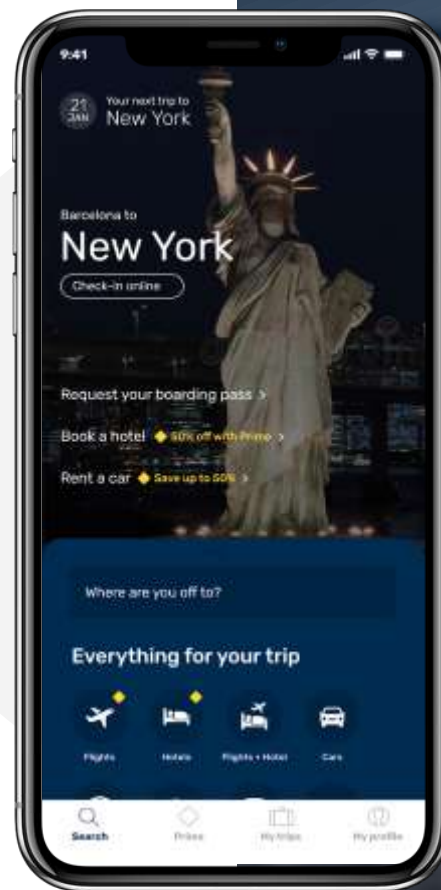 9:41
21
JAN
Your next trip to
New York
Barcelona to
New York
Check-in online
Request your boarding pass >
Book a hotel 50% off with Prime >
Rent a car Save up to 50% >
Where are you off to?
Everything for your trip
Flights
Hotels
Flights + Hotel
Cars
Search
Prime
My trips
My profile